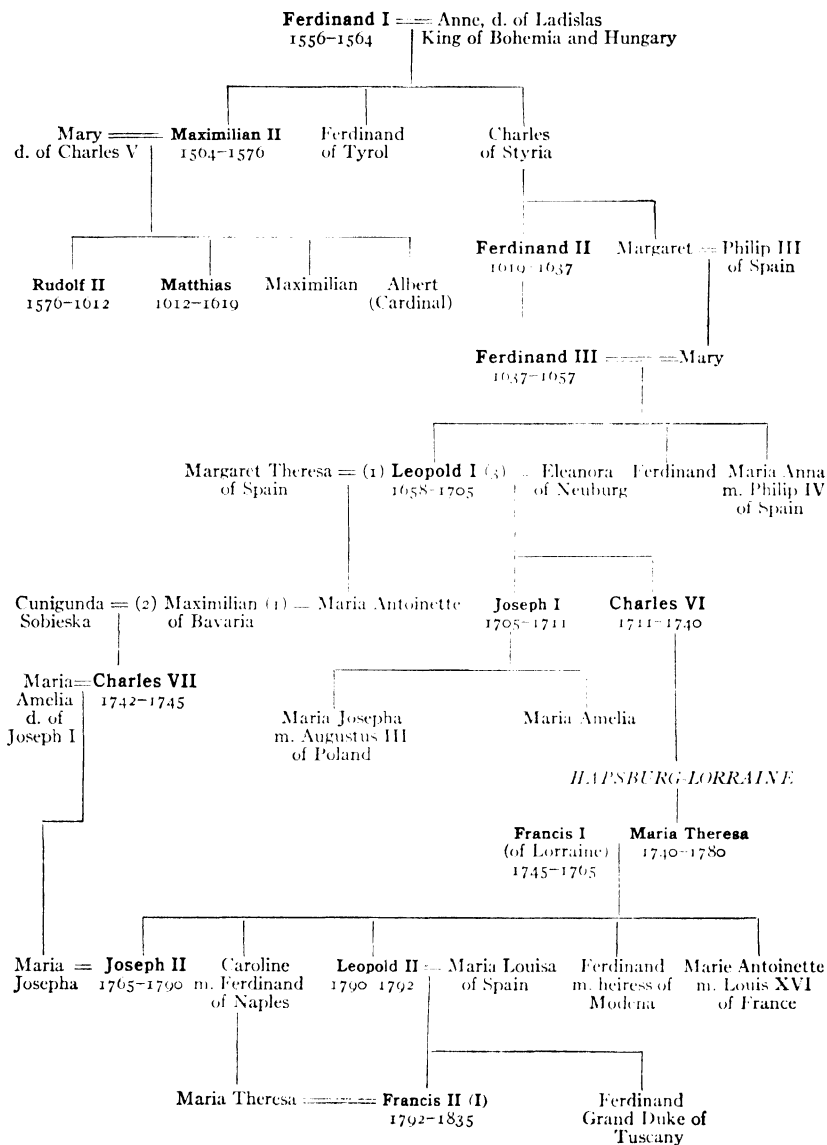 Ferdinand I == Anne, d. of Ladislas
1556–1564 King of Bohemia and Hungary
Mary == Maximilian II Ferdinand Charles
d. of Charles V 1564–1576 of Tyrol of Styria
Ferdinand II Margaret = Philip III
1619–1637 of Spain
Rudolf II Matthias Maximilian Albert
1576–1612 1612–1619 (Cardinal)
Ferdinand III == Mary
1637–1657
Margaret Theresa = (1) Leopold I (3) = Eleanora Ferdinand Maria Anna
of Spain 1658–1705 of Neuburg m. Philip IV
of Spain
Cunigunda = (2) Maximilian (1) = Maria Antoinette Joseph I Charles VI
Sobieska of Bavaria 1705–1711 1711–1740
Maria = Charles VII
Amelia 1742–1745
d. of
Joseph I
Maria Josepha Maria Amelia
m. Augustus III
of Poland
HAPSBURG-LORRAINE
Francis I Maria Theresa
(of Lorraine) 1740–1780
1745–1765
Maria = Joseph II Caroline Leopold II = Maria Louisa Ferdinand Marie Antoinette
Josepha 1765–1790 m. Ferdinand 1790 1792 of Spain m. heiress of m. Louis XVI
of Naples Modena of France
Maria Theresa == Francis II (I) Ferdinand
1792–1835 Grand Duke of
Tuscany